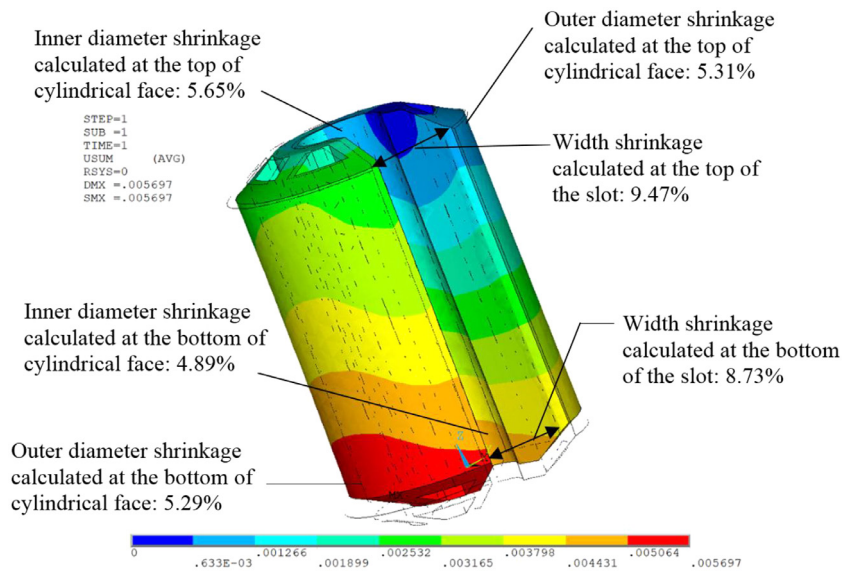 Inner diameter shrinkage
calculated at the top of
cylindrical face: 5.65%
Outer diameter shrinkage
calculated at the top of
cylindrical face: 5.31%
STEP=1
SUB =1
TIME=1
USUM (AVG)
RSYS=0
DMX =.005697
SMX =.005697
Width shrinkage
calculated at the top of
the slot: 9.47%
Inner diameter shrinkage
calculated at the bottom of
cylindrical face: 4.89%
Width shrinkage
calculated at the bottom
of the slot: 8.73%
Outer diameter shrinkage
calculated at the bottom of
cylindrical face: 5.29%
0 .001266 .002532 .003798 .005064
.633E-03 .001899 .003165 .004431 .005697